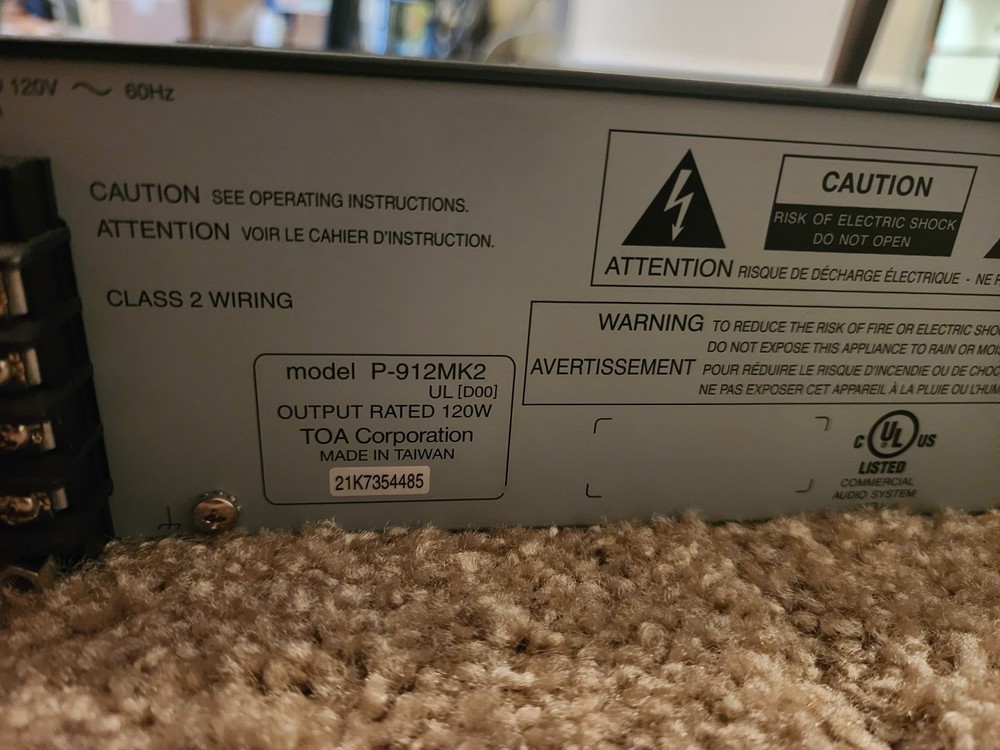 120V ~ 60Hz
CAUTION SEE OPERATING INSTRUCTIONS.
ATTENTION VOIR LE CAHIER D'INSTRUCTION.
CLASS 2 WIRING
model P-912MK2
UL [D00]
OUTPUT RATED 120W
TOA Corporation
MADE IN TAIWAN
21K7354485
CAUTION
RISK OF ELECTRIC SHOCK
DO NOT OPEN
ATTENTION RISQUE DE DÉCHARGE ÉLECTRIQUE - NE
WARNING TO REDUCE THE RISK OF FIRE OR ELECTRIC SHO
DO NOT EXPOSE THIS APPLIANCE TO RAIN OR MOI
AVERTISSEMENT POUR RÉDUIRE LE RISQUE D'INCENDIE OU DE CHOC
NE PAS EXPOSER CET APPAREIL À LA PLUIE OU L'HUM
C UL US
LISTED
COMMERCIAL
AUDIO SYSTEM